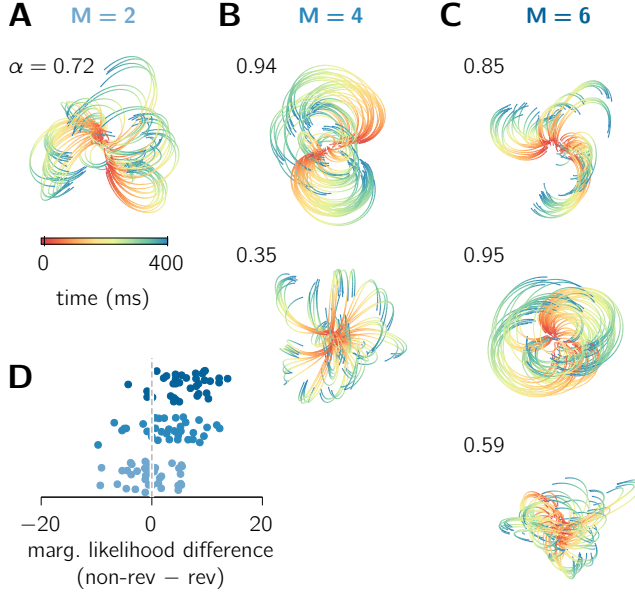 A M = 2
B M = 4
C M = 6
α = 0.72
0.94
0.85
0 400
time (ms)
0.35
0.95
D
0.59
−20 0 20
marg. likelihood difference
(non-rev − rev)